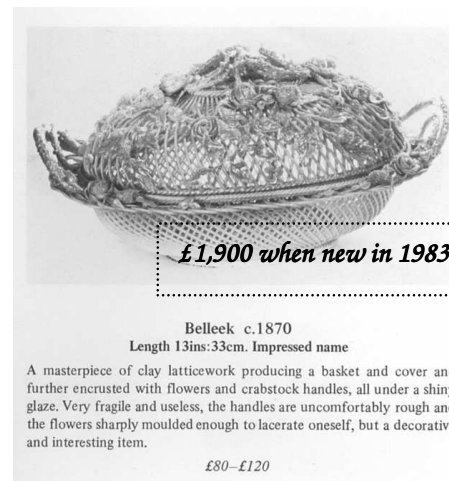 £1,900 when new in 1983
Belleek c.1870
Length 13ins:33cm. Impressed name
A masterpiece of clay latticework producing a basket and cover an
further encrusted with flowers and crabstock handles, all under a shin
glaze. Very fragile and useless, the handles are uncomfortably rough an
the flowers sharply moulded enough to lacerate oneself, but a decorativ
and interesting item.
£80–£120